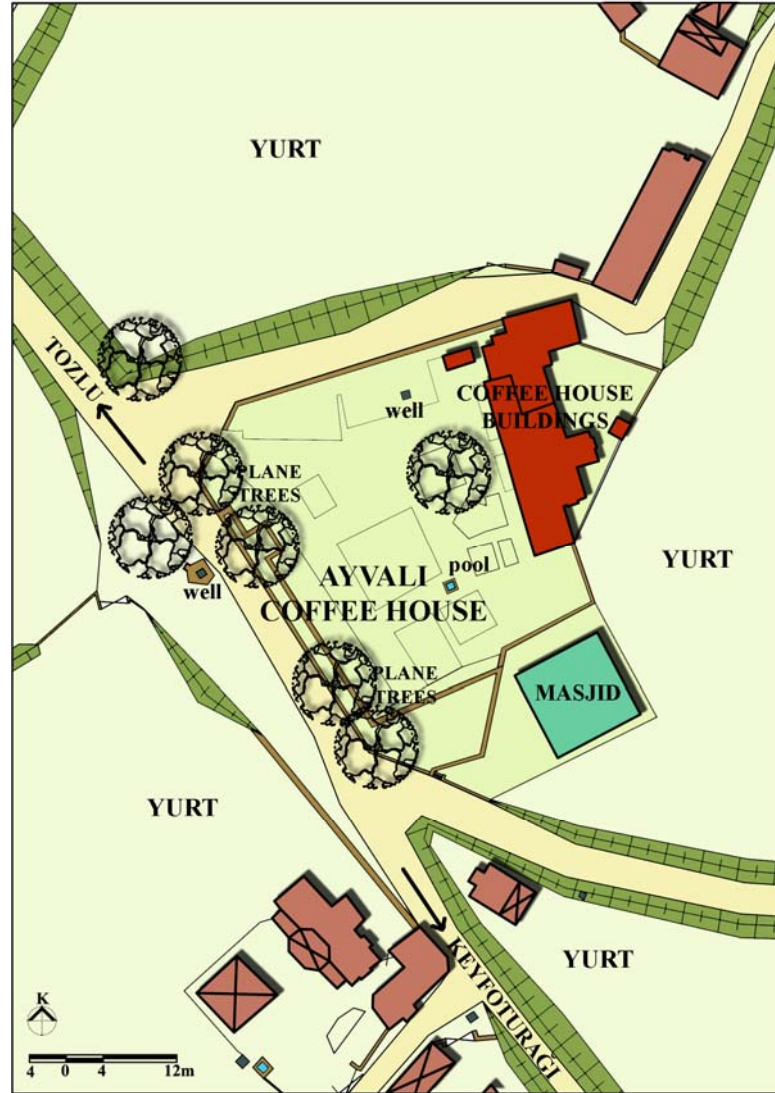 YURT
TOZLU
well
COFFEE HOUSE
BUILDINGS
PLANE
TREES
YURT
pool
AYVALI
COFFEE HOUSE
well
PLANE
TREES
MASJID
YURT
YURT
KEYFOTURAĞI
K
4 0 4 12m